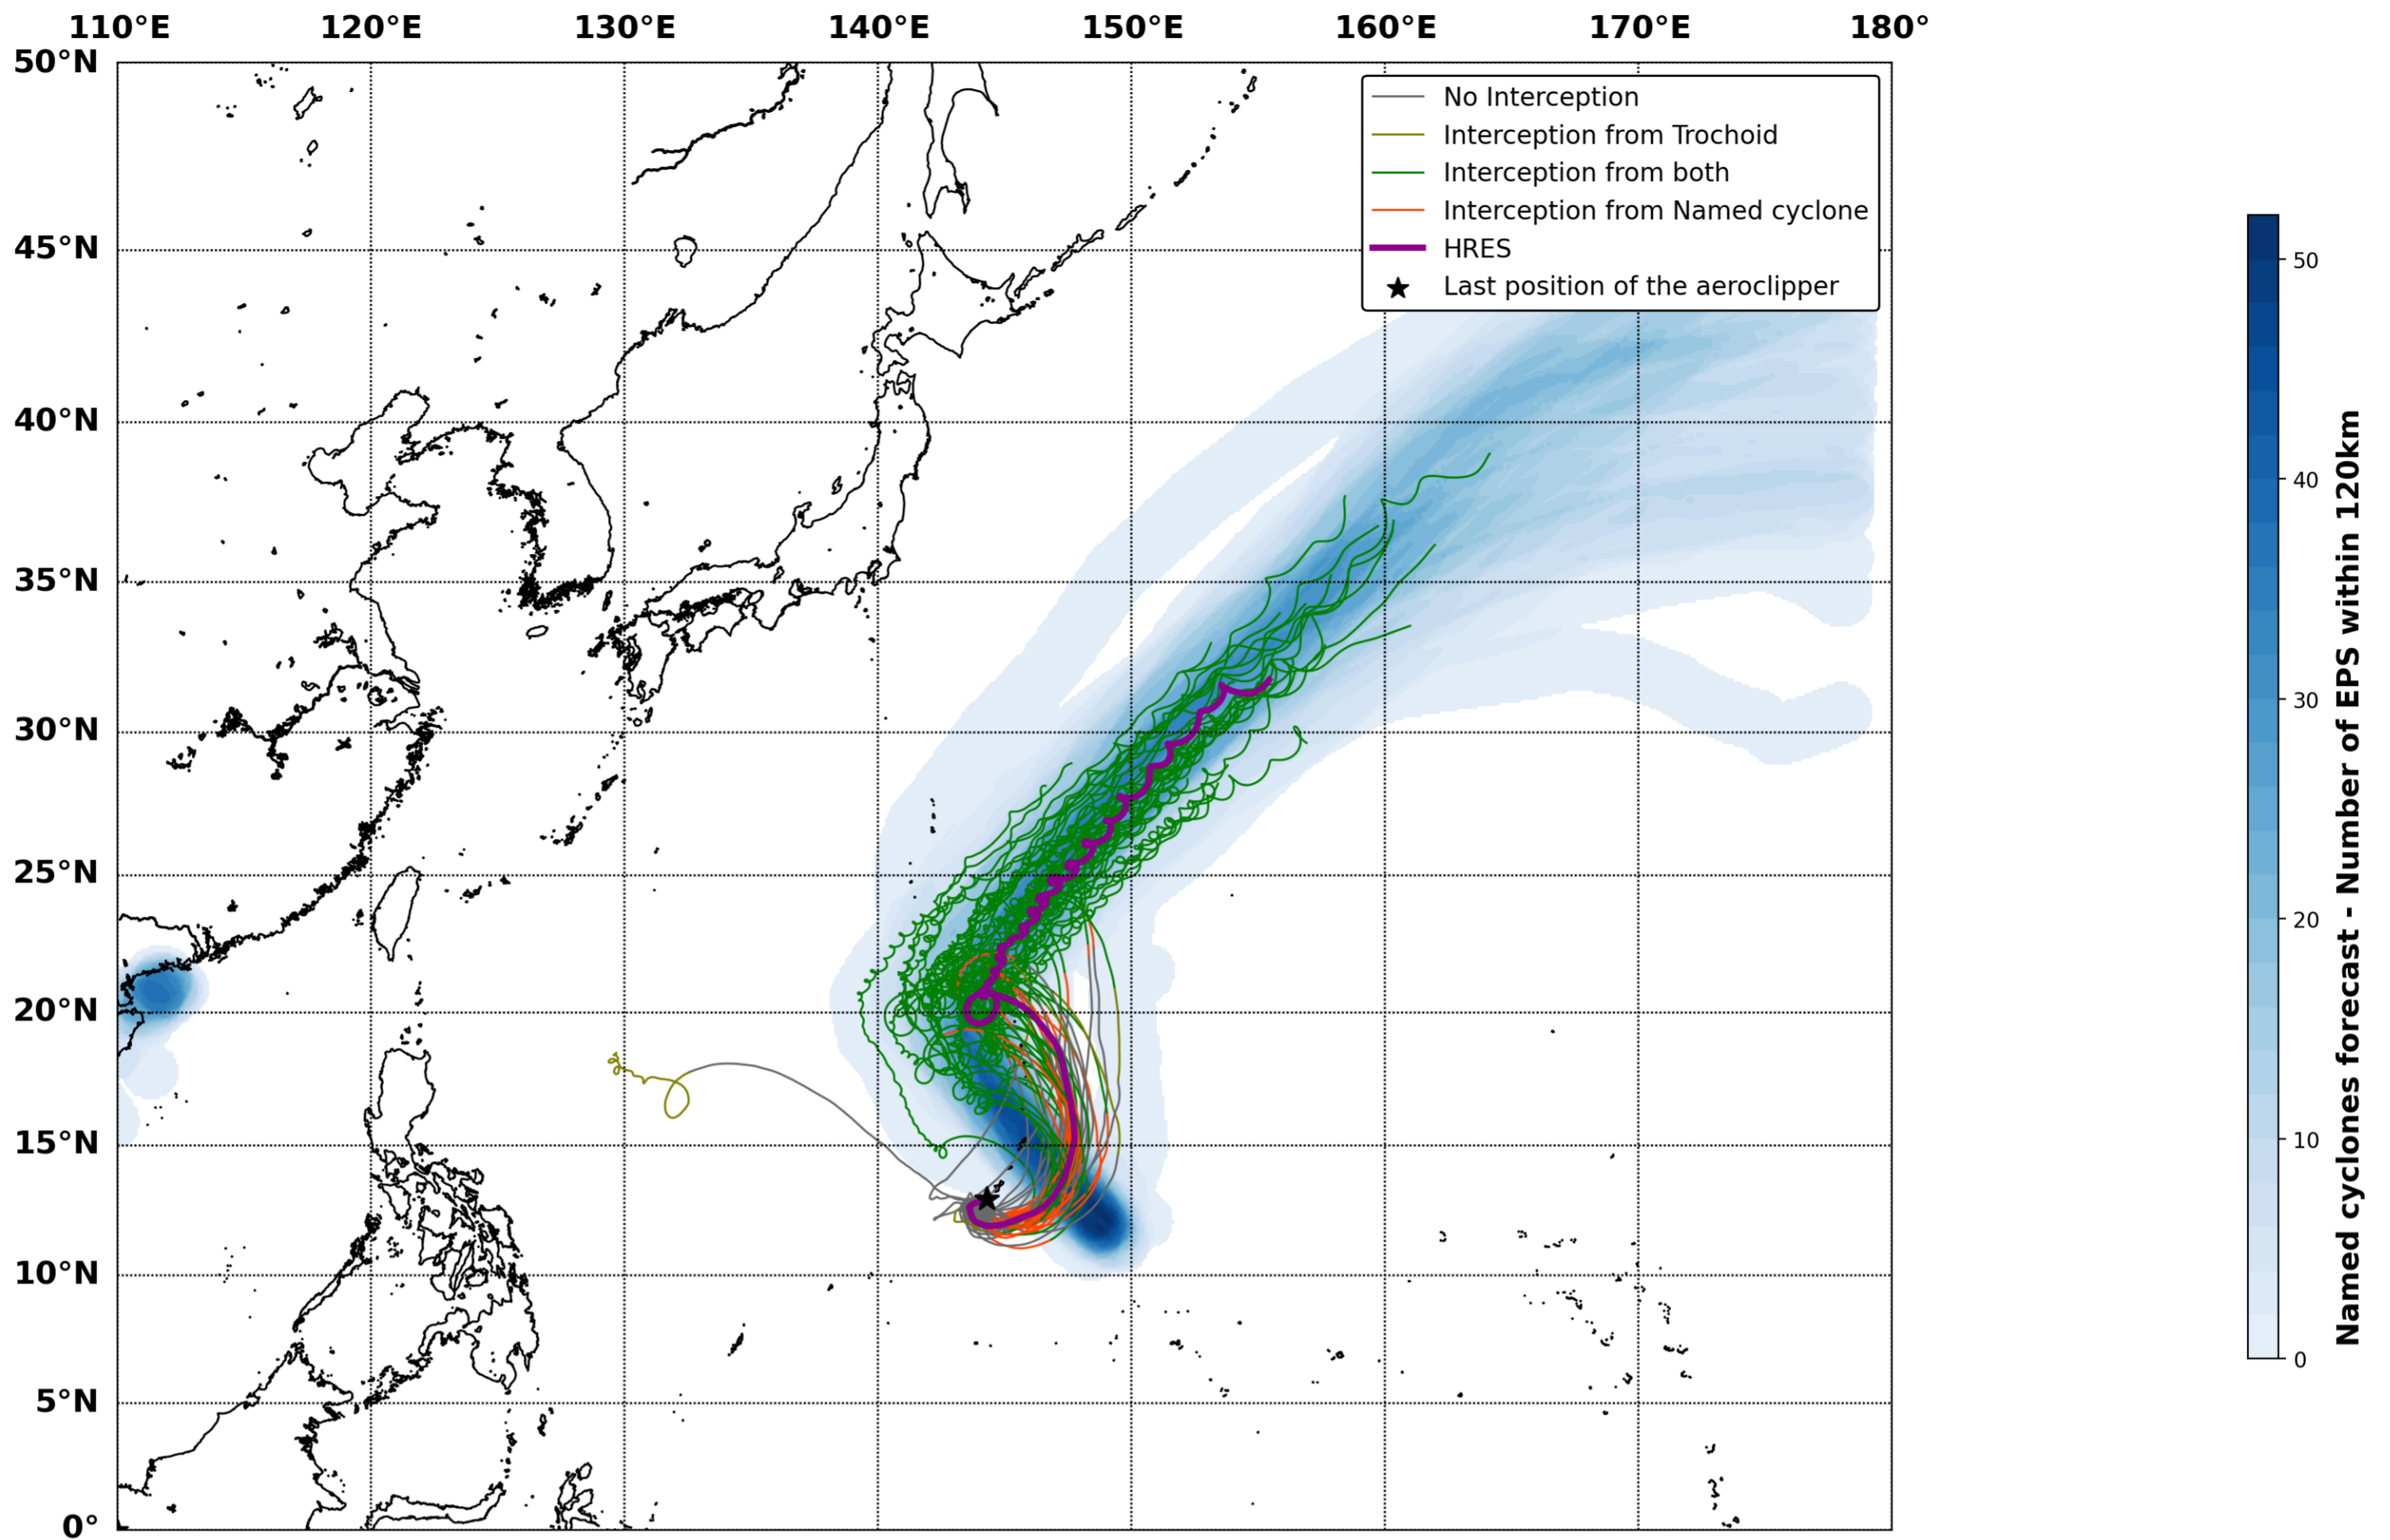 110°E 120°E 130°E 140°E 150°E 160°E 170°E 180°
50°N
45°N
40°N
35°N
30°N
25°N
20°N
15°N
10°N
5°N
0°
No Interception
Interception from Trochoid
Interception from both
Interception from Named cyclone
HRES
Last position of the aeroclipper
50
40
30
20
10
0
Named cyclones forecast - Number of EPS within 120km